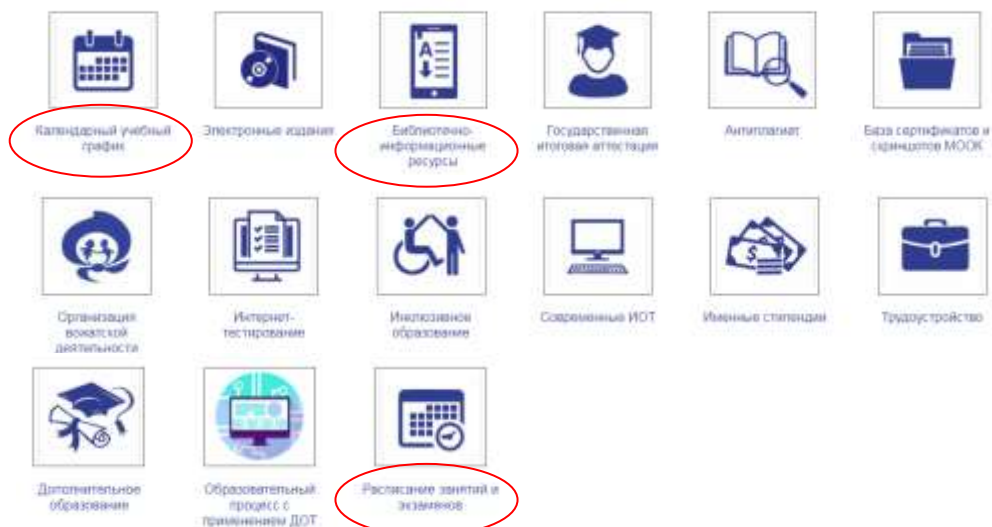 Календарный учебный
график
Электронные издания
Библиотечно-
информационные
ресурсы
Государственная
итоговая аттестация
Антиплагиат
База сертификатов и
скриншотов МООК
Организация
вожатской
деятельности
Интернет-
тестирование
Инклюзивное
образование
Современные ИОТ
Именные стипендии
Трудоустройство
Дополнительное
образование
Образовательный
процесс с
применением ДОТ
Расписание занятий и
экзаменов